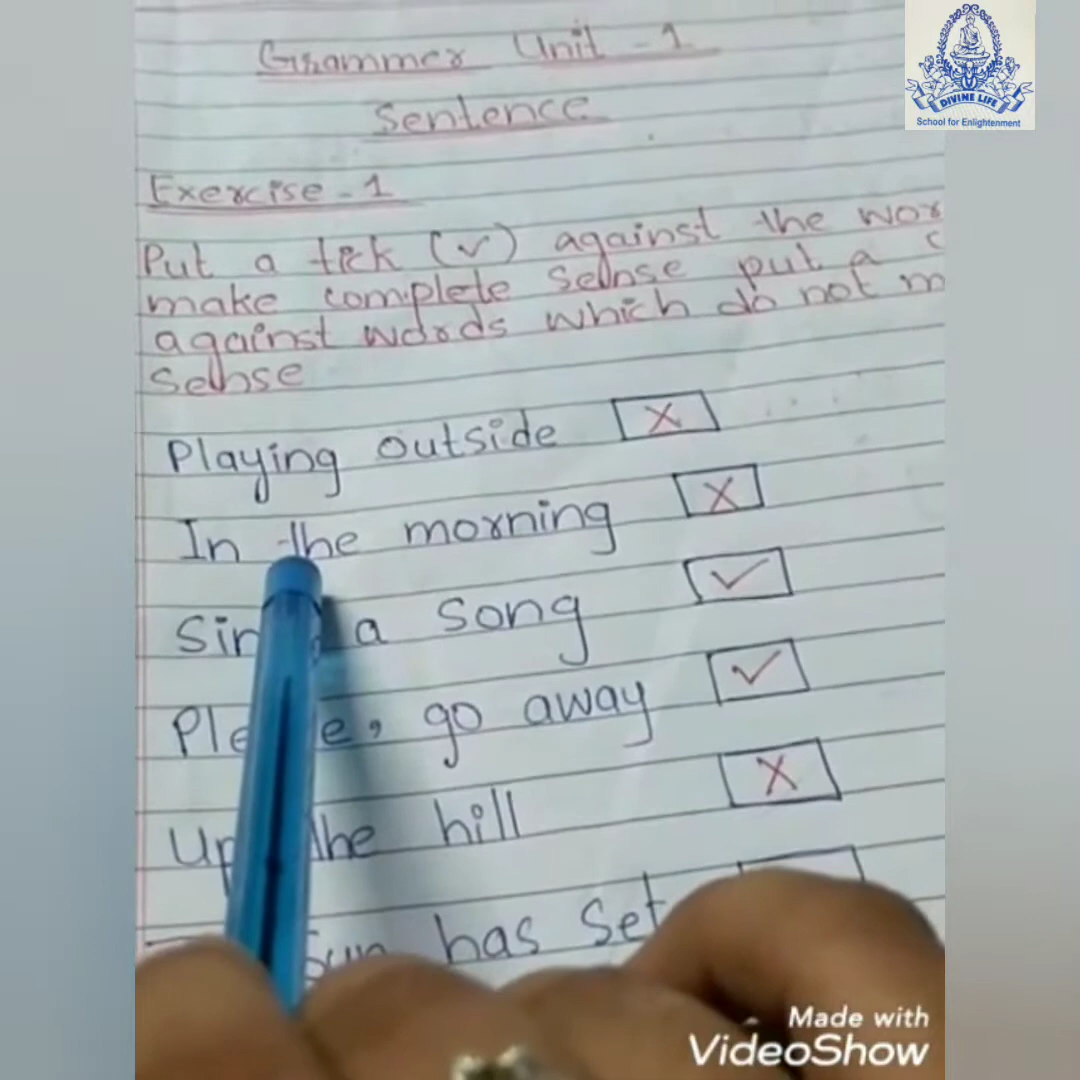 Grammer Unit - 1
Sentence
Exercise - 1
Put a tick (✓) against the
make complete sense put a
against words which do not
sense
Playing outside X
In the morning X
a song ✓
go away ✓
the hill X
Sun has set
DIVINE LIFE
School for Enlightenment
Made with
VideoShow